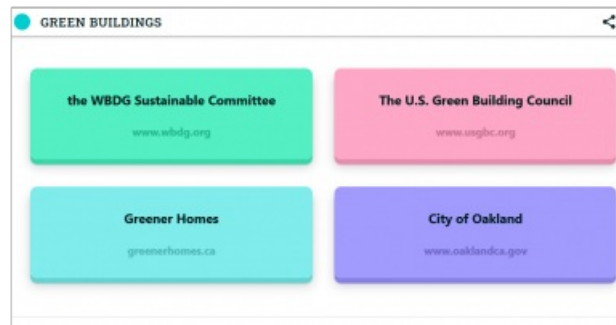 GREEN BUILDINGS
the WBDG Sustainable Committee
www.wbdg.org
The U.S. Green Building Council
www.usgbc.org
Greener Homes
greenerhomes.ca
City of Oakland
www.oaklandca.gov